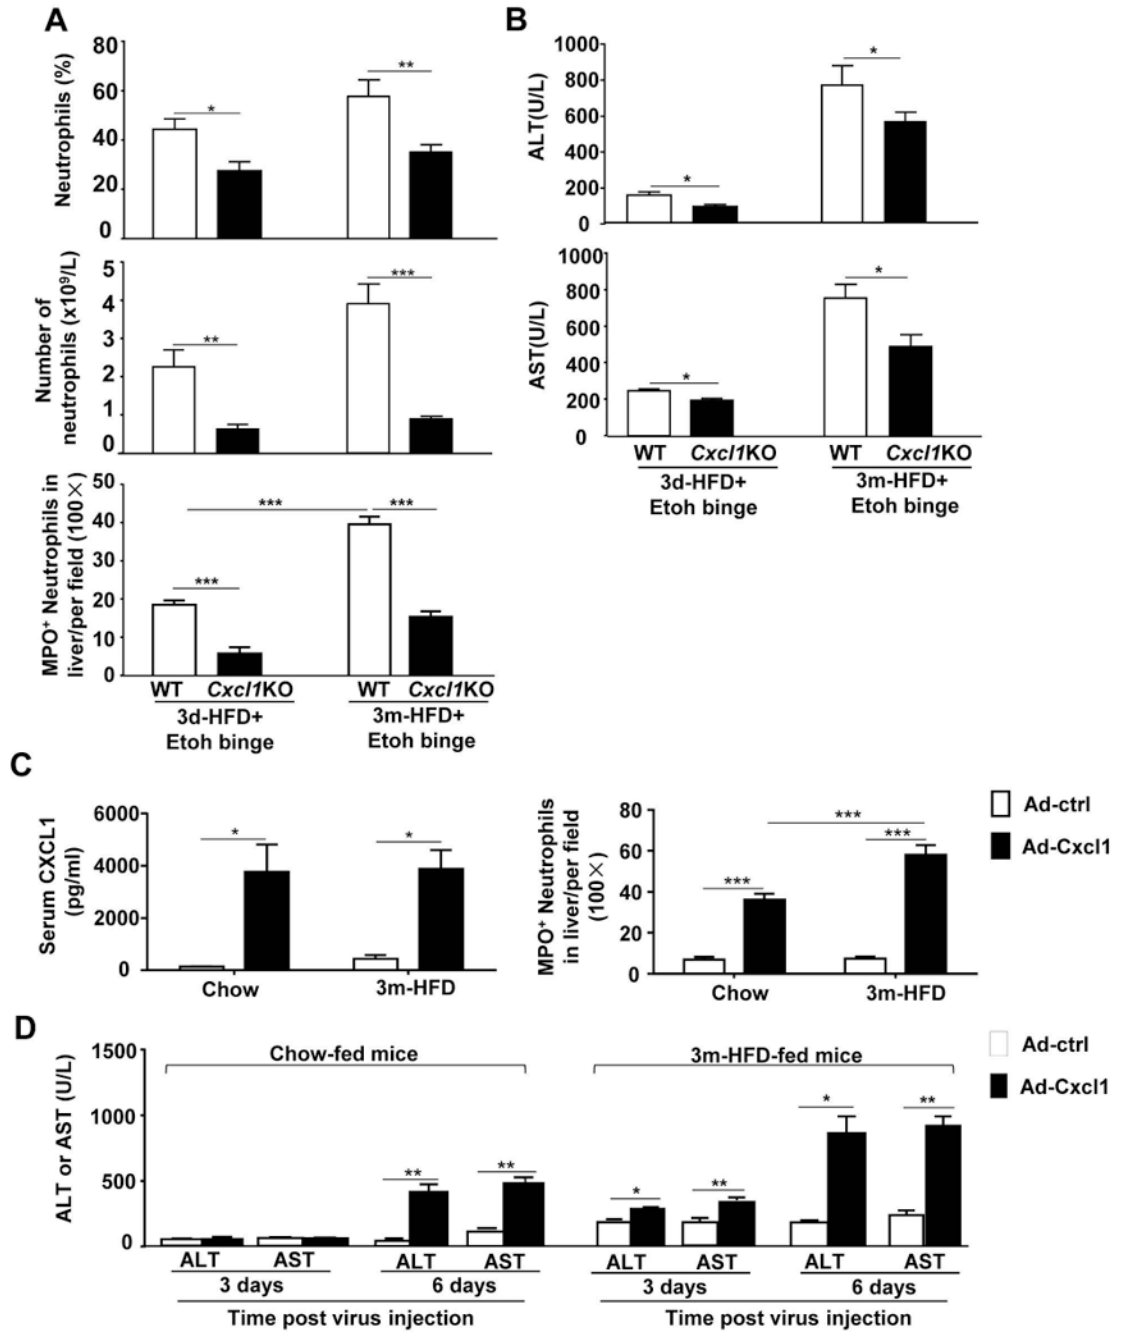 A
Neutrophils (%)
80
60
40
20
0
*
**
Number of
neutrophils (x10⁹/L)
5
4
3
2
1
0
**
***
MPO⁺ Neutrophils in
liver/per field (100×)
50
40
30
20
10
0
***
***
***
WT Cxcl1KO WT Cxcl1KO
3d-HFD+ 3m-HFD+
Etoh binge Etoh binge
B
ALT(U/L)
1000
800
600
400
200
0
*
*
AST(U/L)
1000
800
600
400
200
0
*
*
WT Cxcl1KO WT Cxcl1KO
3d-HFD+ 3m-HFD+
Etoh binge Etoh binge
C
Serum CXCL1
(pg/ml)
6000
4000
2000
0
*
*
Chow 3m-HFD
MPO⁺ Neutrophils
in liver/per field
(100×)
80
60
40
20
0
***
***
***
Chow 3m-HFD
Ad-ctrl
Ad-Cxcl1
D
ALT or AST (U/L)
1500
1000
500
0
Chow-fed mice 3m-HFD-fed mice
** ** * ** * **
ALT AST ALT AST ALT AST ALT AST
3 days 6 days 3 days 6 days
Time post virus injection Time post virus injection
Ad-ctrl
Ad-Cxcl1